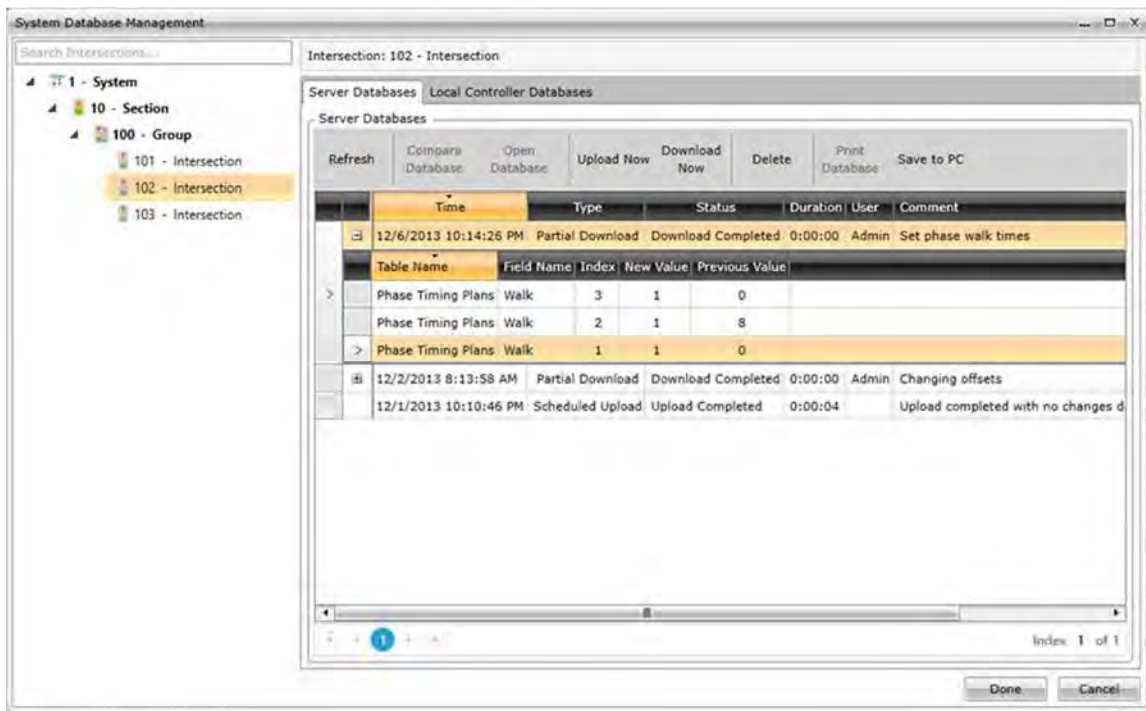 System Database Management
Search Intersections...
1 - System
10 - Section
100 - Group
101 - Intersection
102 - Intersection
103 - Intersection
Intersection: 102 - Intersection
Server Databases Local Controller Databases
Server Databases
Refresh Compare Database Open Database Upload Now Download Now Delete Print Database Save to PC
Time Type Status Duration User Comment
12/6/2013 10:14:26 PM Partial Download Download Completed 0:00:00 Admin Set phase walk times
Table Name Field Name Index New Value Previous Value
Phase Timing Plans Walk 3 1 0
Phase Timing Plans Walk 2 1 8
Phase Timing Plans Walk 1 1 0
12/2/2013 8:13:58 AM Partial Download Download Completed 0:00:00 Admin Changing offsets
12/1/2013 10:10:46 PM Scheduled Upload Upload Completed 0:00:04 Upload completed with no changes d
1
Index 1 of 1
Done Cancel